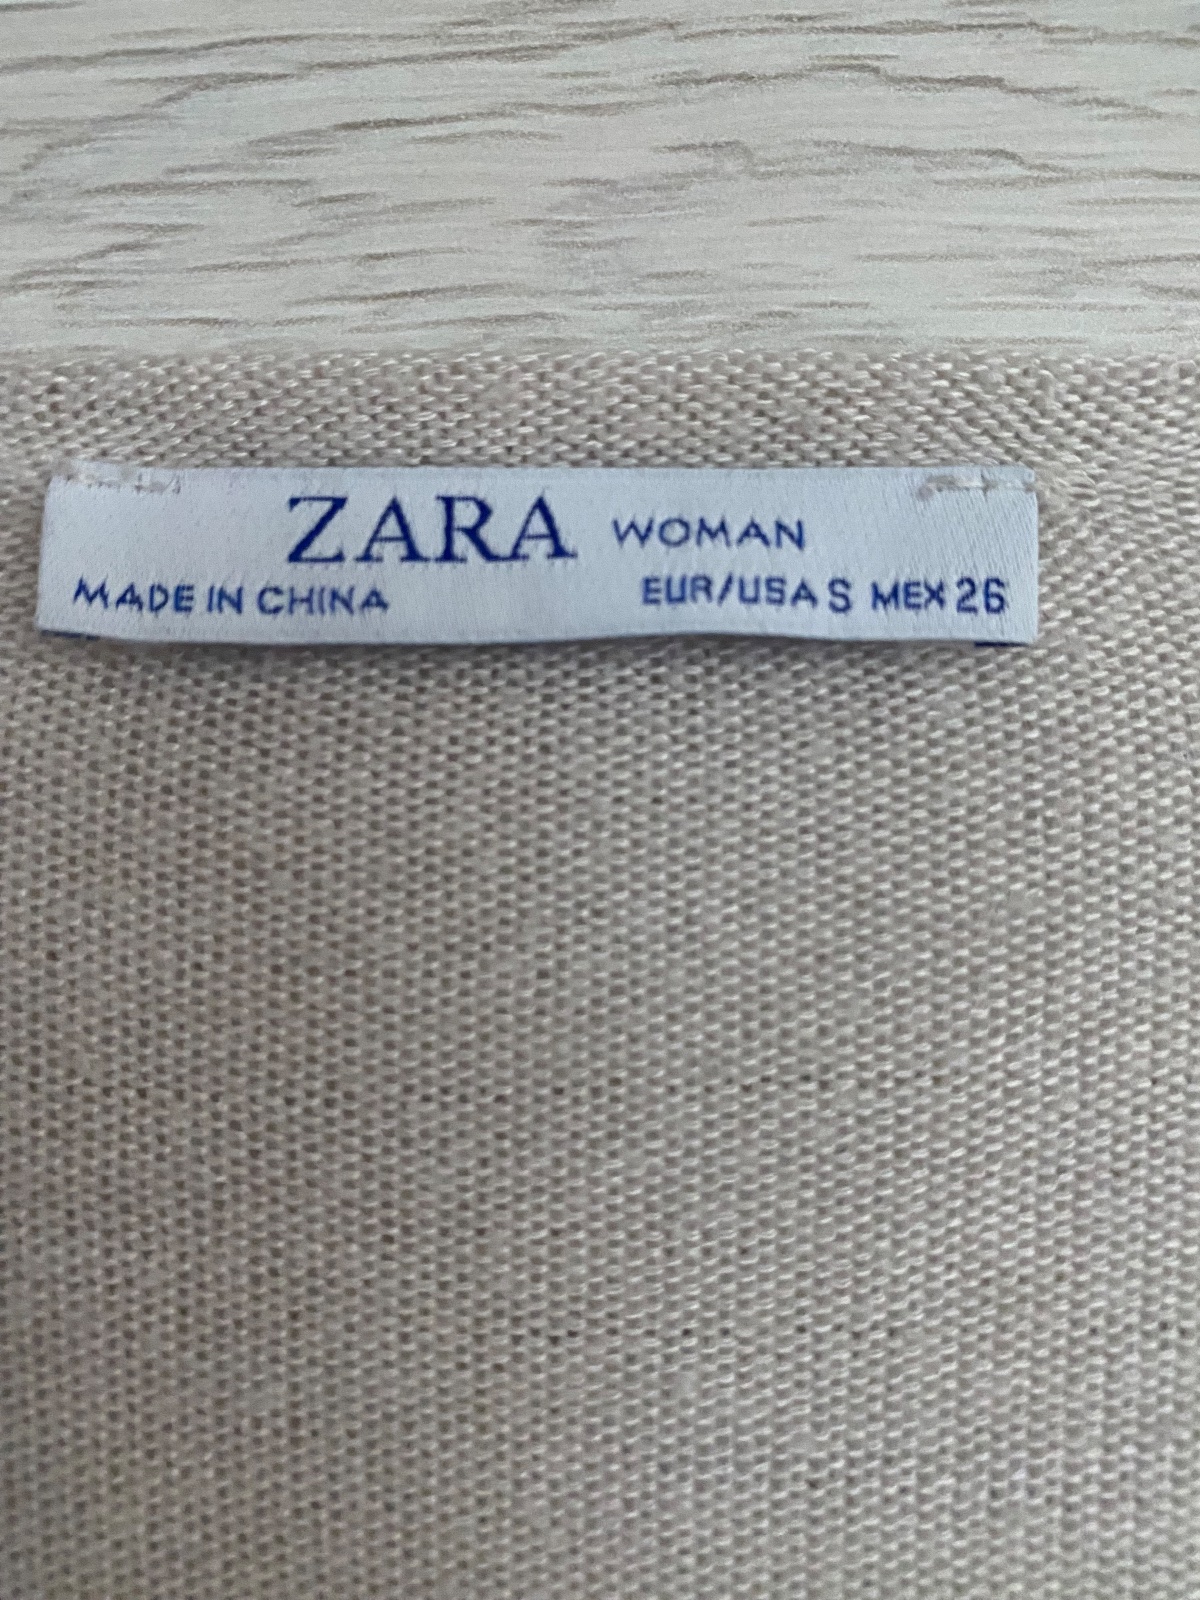 ZARA WOMAN
MADE IN CHINA EUR/USA S MEX 26